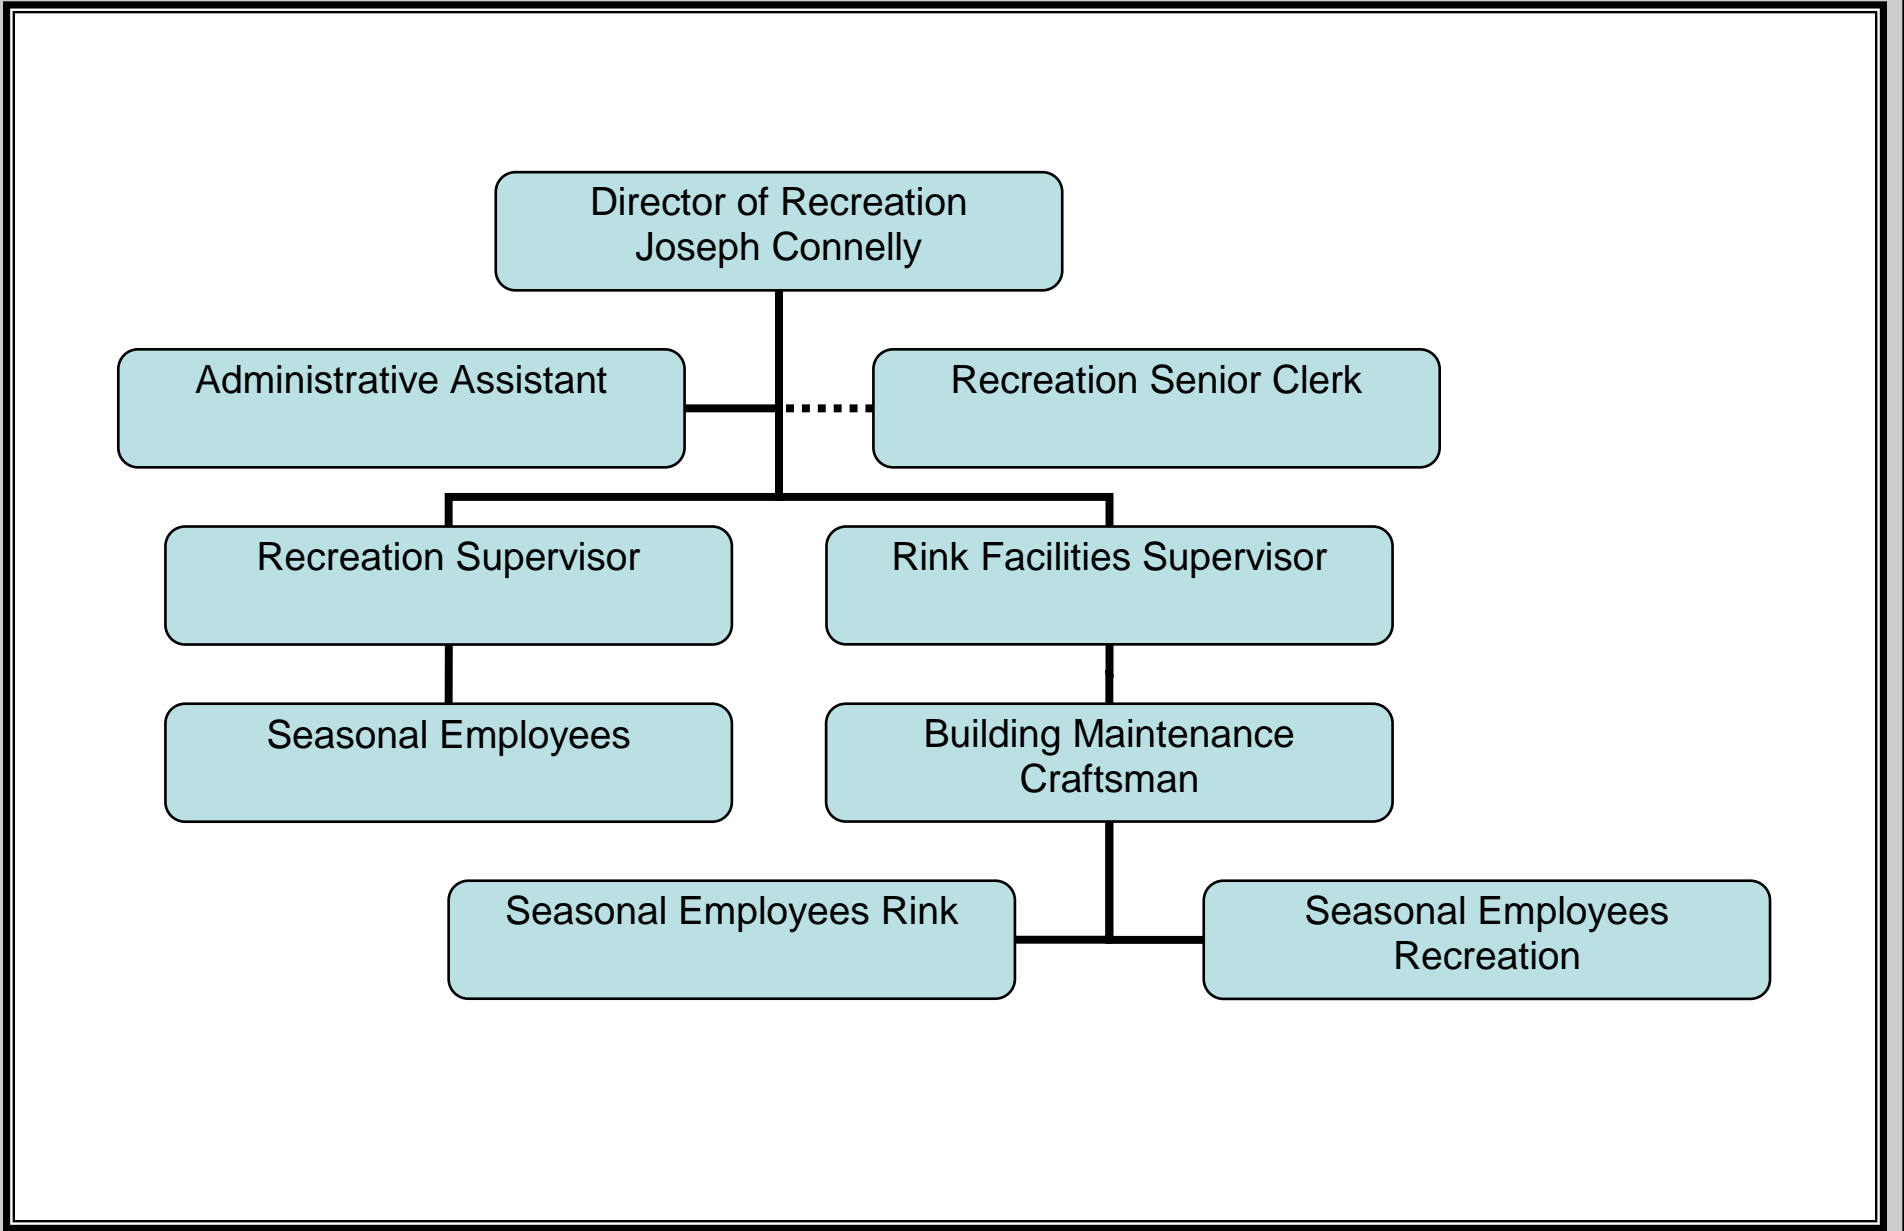 Director of Recreation
Joseph Connelly
Administrative Assistant
Recreation Senior Clerk
Recreation Supervisor
Rink Facilities Supervisor
Seasonal Employees
Building Maintenance
Craftsman
Seasonal Employees Rink
Seasonal Employees
Recreation